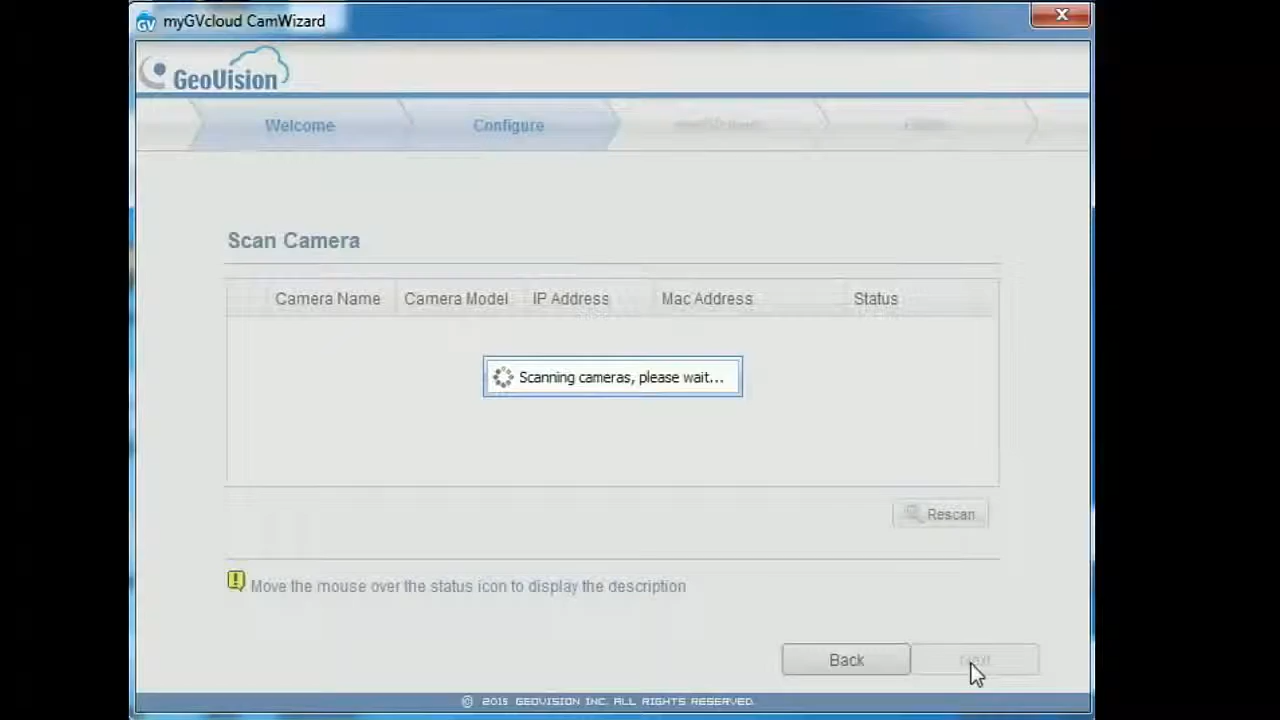 myGVcloud CamWizard
GeoVision
Welcome
Configure
Scan Camera
Camera Name Camera Model IP Address Mac Address Status
Scanning cameras, please wait...
Rescan
Move the mouse over the status icon to display the description
Back Next
© 2015 GEOVISION INC. ALL RIGHTS RESERVED.